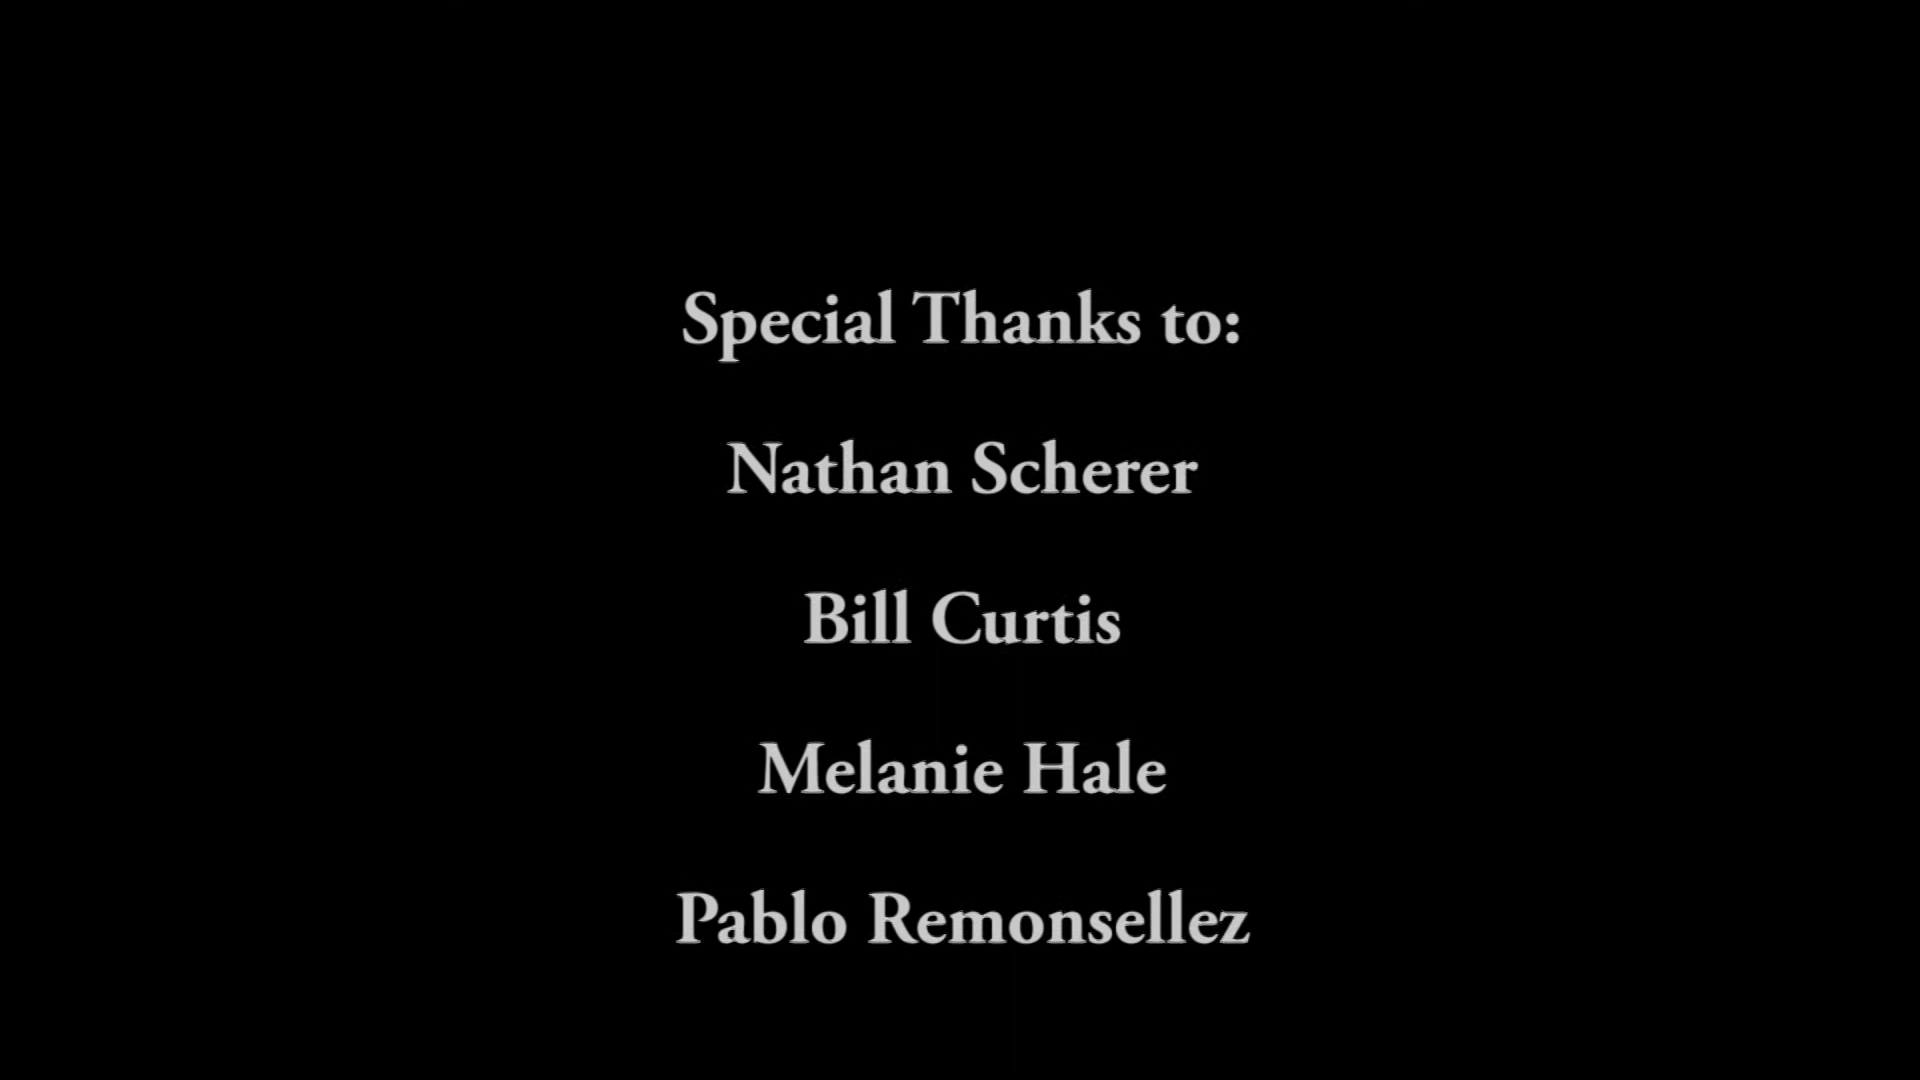 Special Thanks to:
Nathan Scherer
Bill Curtis
Melanie Hale
Pablo Remonsellez